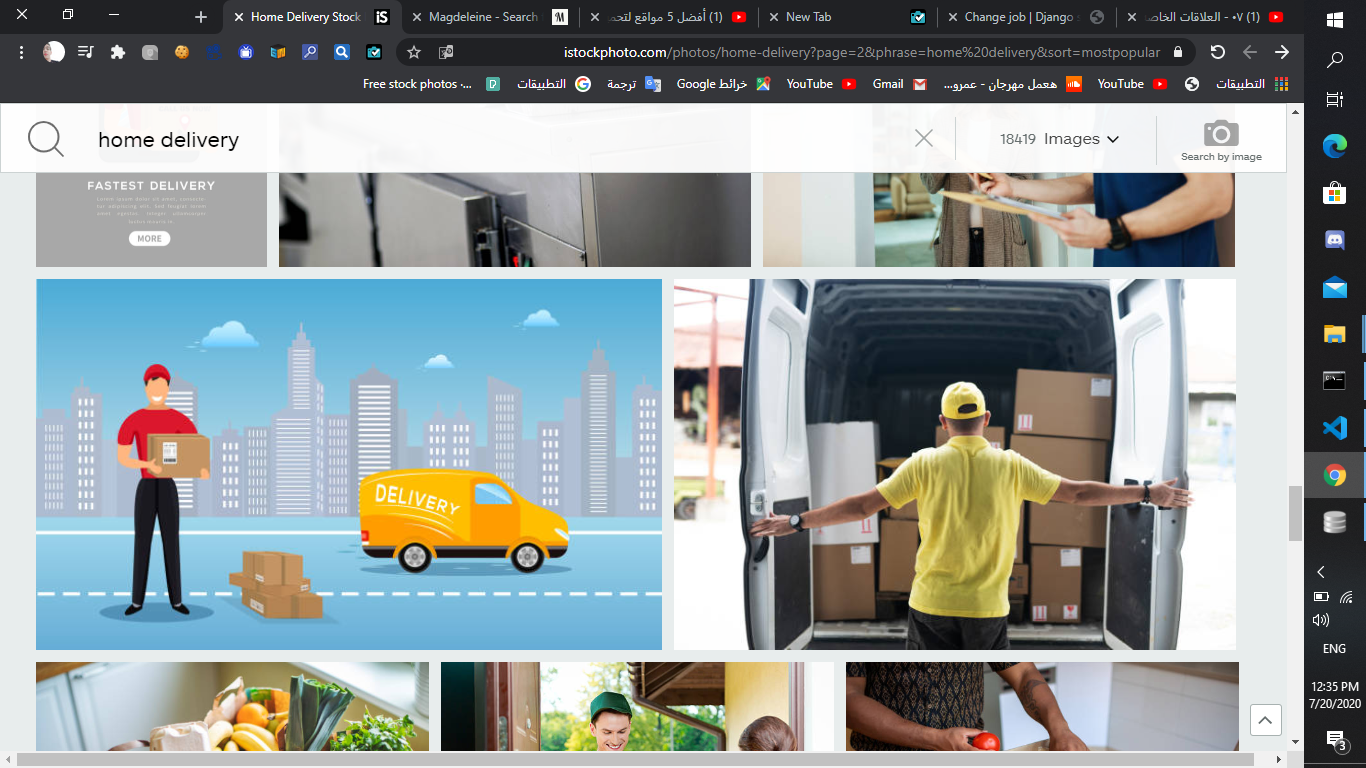 Home Delivery Stock
Magdeleine - Search
(1) أفضل 5 مواقع لتحم
New Tab
Change job | Django s
(1) ٠٧ - العلاقات الخاص
istockphoto.com/photos/home-delivery?page=2&phrase=home%20delivery&sort=mostpopular
التطبيقات
YouTube
هعمل مهرجان - عمرو...
Gmail
YouTube
خرائط Google
ترجمة
التطبيقات
Free stock photos ·...
home delivery
18419 Images
Search by image
FASTEST DELIVERY
MORE
DELIVERY
ENG
12:35 PM
7/20/2020
3